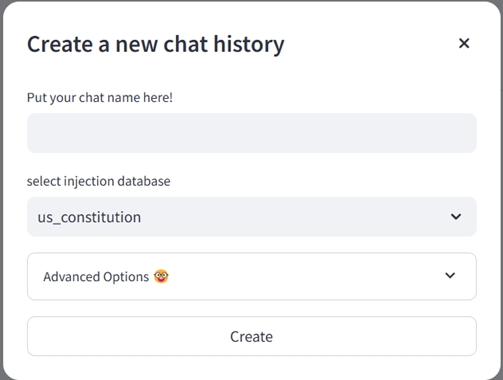 Create a new chat history
Put your chat name here!
select injection database
us_constitution
Advanced Options 🤓
Create